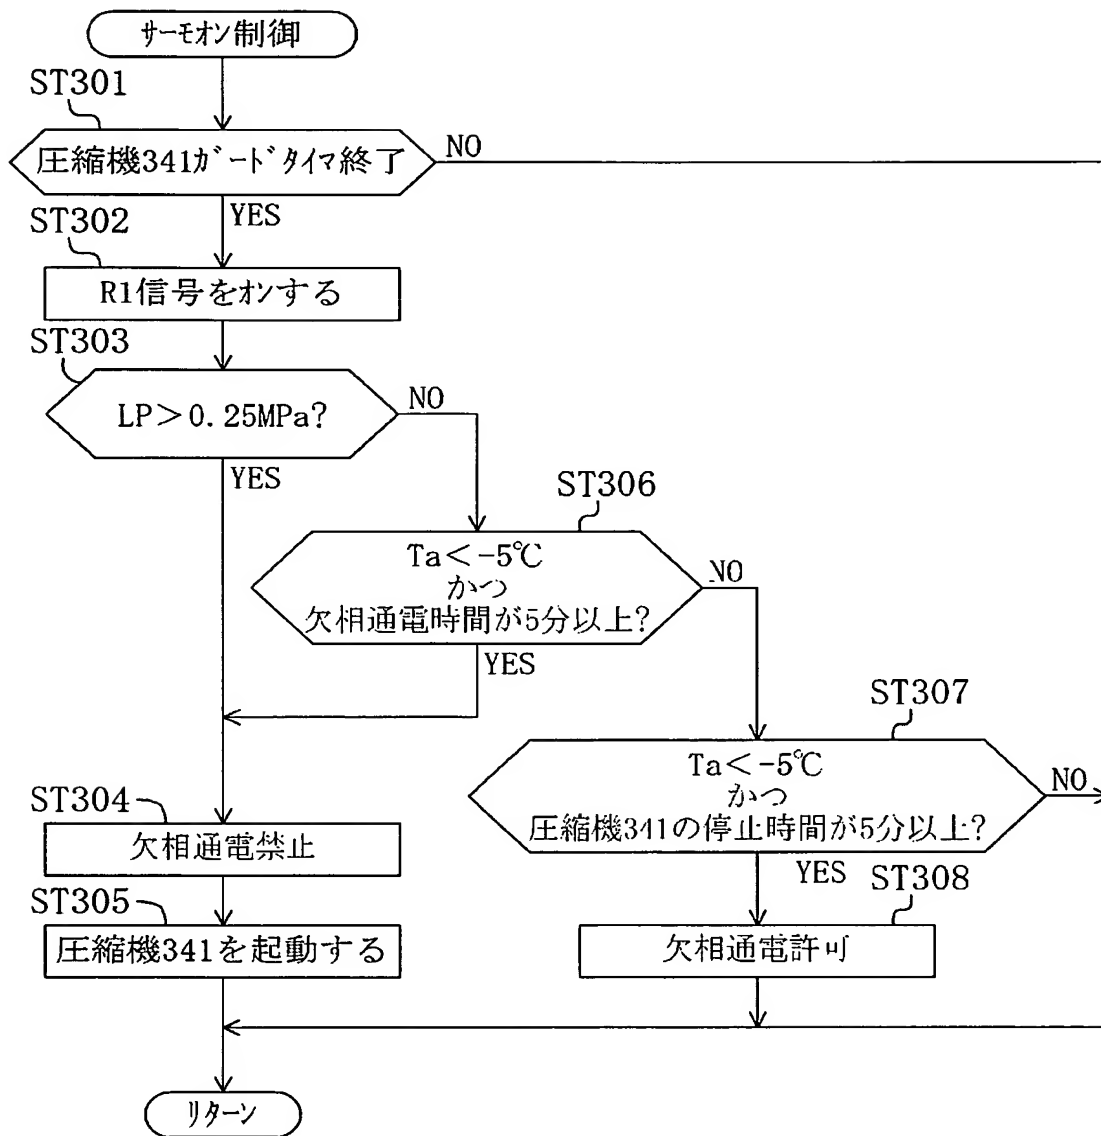 サーモオン制御
ST301
圧縮機341ガードタイマ終了
NO
YES
ST302
R1信号をオンする
ST303
LP＞0.25MPa?
NO
YES
ST306
Ta＜-5℃
かつ
欠相通電時間が5分以上?
NO
YES
ST307
Ta＜-5℃
かつ
圧縮機341の停止時間が5分以上?
NO
YES
ST304
欠相通電禁止
ST308
欠相通電許可
ST305
圧縮機341を起動する
リターン